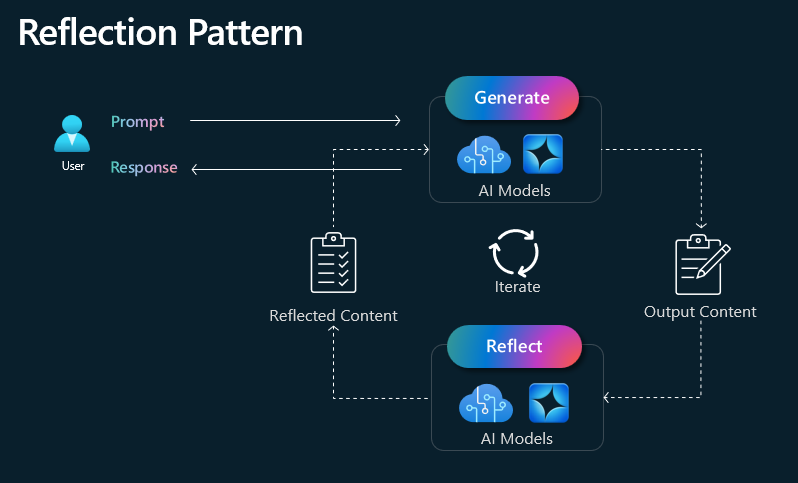 Reflection Pattern
Generate
Prompt
User
Response
AI Models
Iterate
Reflected Content
Output Content
Reflect
AI Models